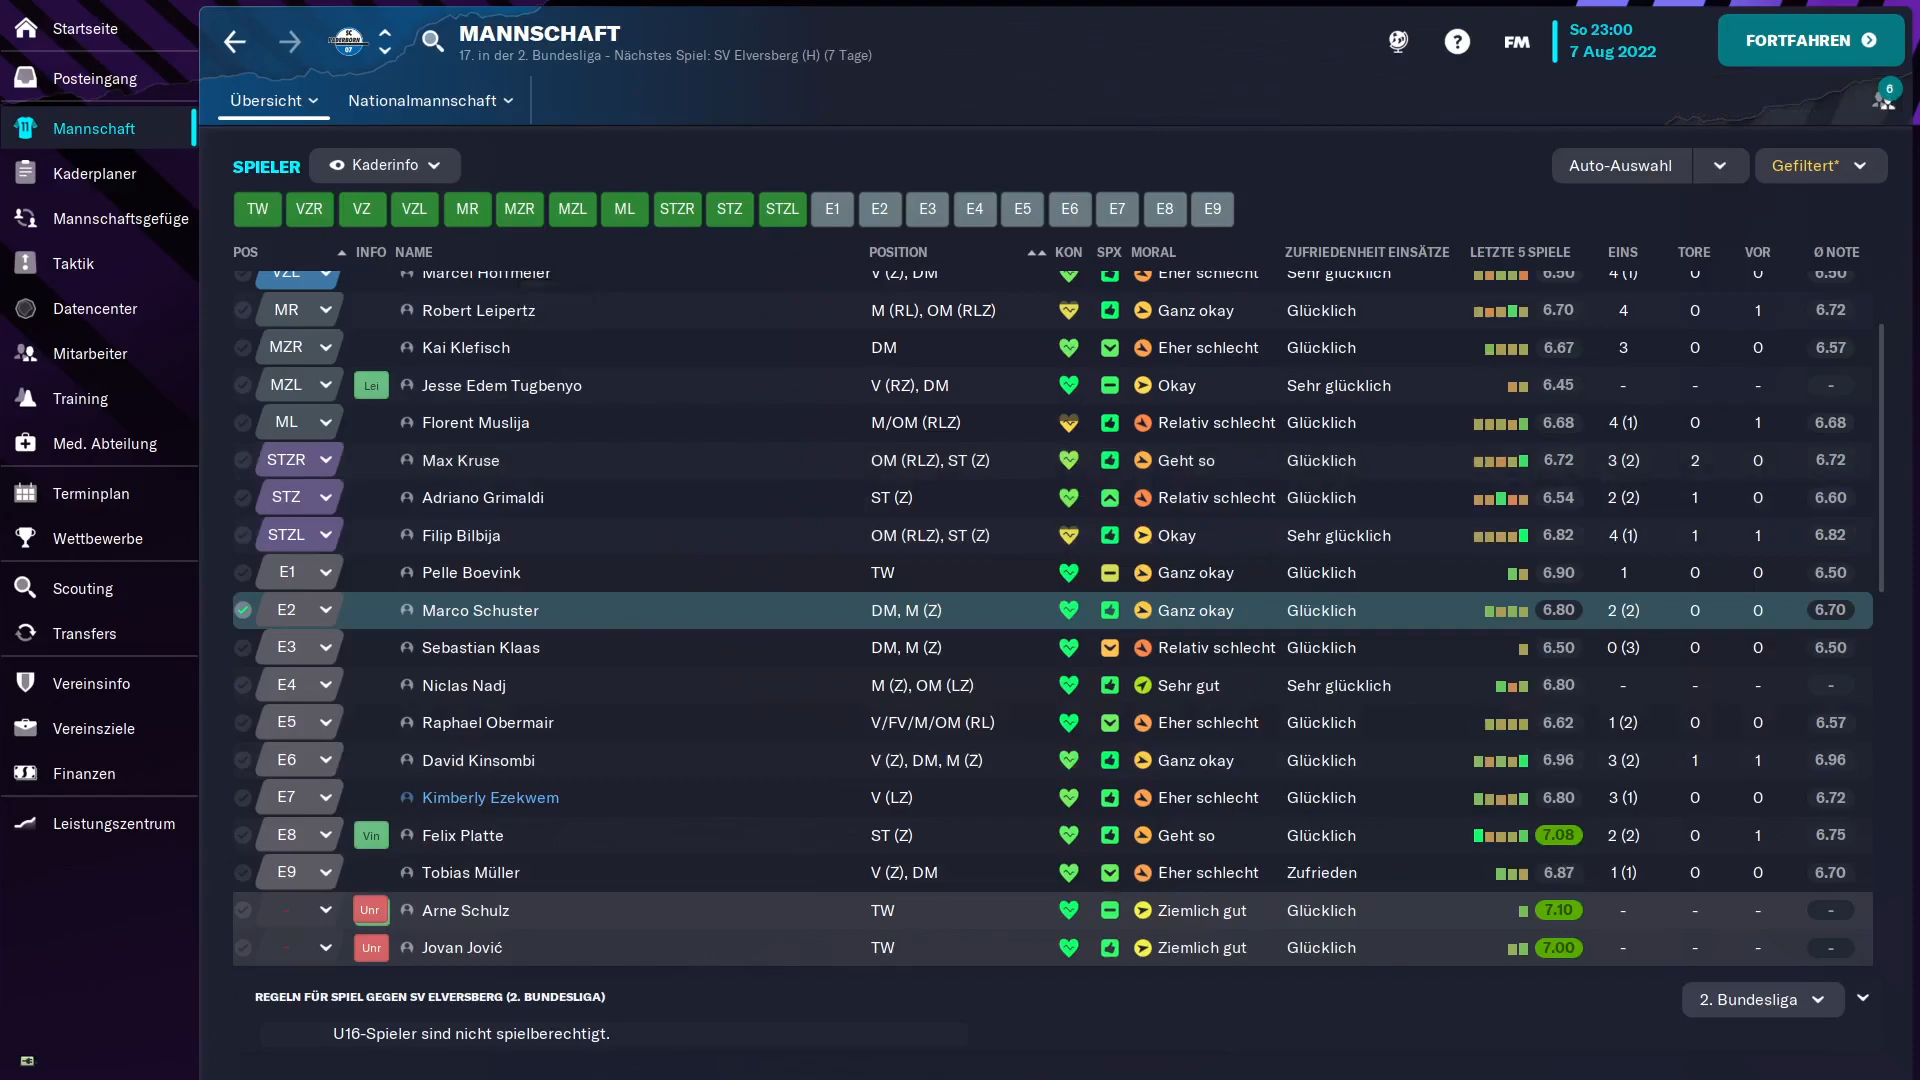 Startseite
Posteingang
Mannschaft
Kaderplaner
Mannschaftsgefüge
Taktik
Datencenter
Mitarbeiter
Training
Med. Abteilung
Terminplan
Wettbewerbe
Scouting
Transfers
Vereinsinfo
Vereinsziele
Finanzen
Leistungszentrum
MANNSCHAFT
17. in der 2. Bundesliga - Nächstes Spiel: SV Elversberg (H) (7 Tage)
FM
So 23:00
7 Aug 2022
FORTFAHREN
Übersicht Nationalmannschaft
6
SPIELER Kaderinfo Auto-Auswahl Gefiltert*
TW VZR VZ VZL MR MZR MZL ML STZR STZ STZL E1 E2 E3 E4 E5 E6 E7 E8 E9
POS INFO NAME POSITION KON SPX MORAL ZUFRIEDENHEIT EINSÄTZE LETZTE 5 SPIELE EINS TORE VOR Ø NOTE
VZL Marcel Hoffmeier V (Z), DM Eher schlecht Sehr glücklich 6.50 4 (1) 0 0 6.50
MR Robert Leipertz M (RL), OM (RLZ) Ganz okay Glücklich 6.70 4 0 1 6.72
MZR Kai Klefisch DM Eher schlecht Glücklich 6.67 3 0 0 6.57
MZL Lei Jesse Edem Tugbenyo V (RZ), DM Okay Sehr glücklich 6.45 - - - -
ML Florent Muslija M/OM (RLZ) Relativ schlecht Glücklich 6.68 4 (1) 0 1 6.68
STZR Max Kruse OM (RLZ), ST (Z) Geht so Glücklich 6.72 3 (2) 2 0 6.72
STZ Adriano Grimaldi ST (Z) Relativ schlecht Glücklich 6.54 2 (2) 1 0 6.60
STZL Filip Bilbija OM (RLZ), ST (Z) Okay Sehr glücklich 6.82 4 (1) 1 1 6.82
E1 Pelle Boevink TW Ganz okay Glücklich 6.90 1 0 0 6.50
E2 Marco Schuster DM, M (Z) Ganz okay Glücklich 6.80 2 (2) 0 0 6.70
E3 Sebastian Klaas DM, M (Z) Relativ schlecht Glücklich 6.50 0 (3) 0 0 6.50
E4 Niclas Nadj M (Z), OM (LZ) Sehr gut Sehr glücklich 6.80 - - - -
E5 Raphael Obermair V/FV/M/OM (RL) Eher schlecht Glücklich 6.62 1 (2) 0 0 6.57
E6 David Kinsombi V (Z), DM, M (Z) Ganz okay Glücklich 6.96 3 (2) 1 1 6.96
E7 Kimberly Ezekwem V (LZ) Eher schlecht Glücklich 6.80 3 (1) 0 0 6.72
E8 Vin Felix Platte ST (Z) Geht so Glücklich 7.08 2 (2) 0 1 6.75
E9 Tobias Müller V (Z), DM Eher schlecht Zufrieden 6.87 1 (1) 0 0 6.70
- Unr Arne Schulz TW Ziemlich gut Glücklich 7.10 - - - -
- Unr Jovan Jović TW Ziemlich gut Glücklich 7.00 - - - -
REGELN FÜR SPIEL GEGEN SV ELVERSBERG (2. BUNDESLIGA)
2. Bundesliga
U16-Spieler sind nicht spielberechtigt.